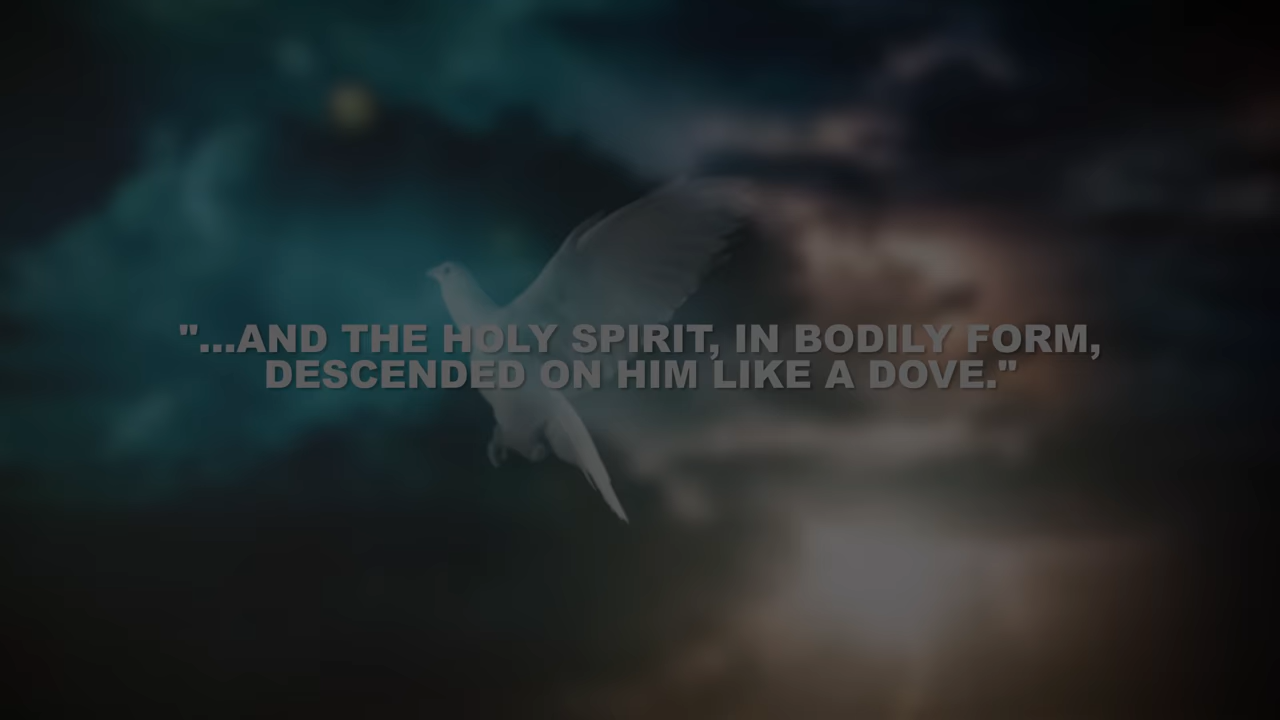 "...AND THE HOLY SPIRIT, IN BODILY FORM,
DESCENDED ON HIM LIKE A DOVE."